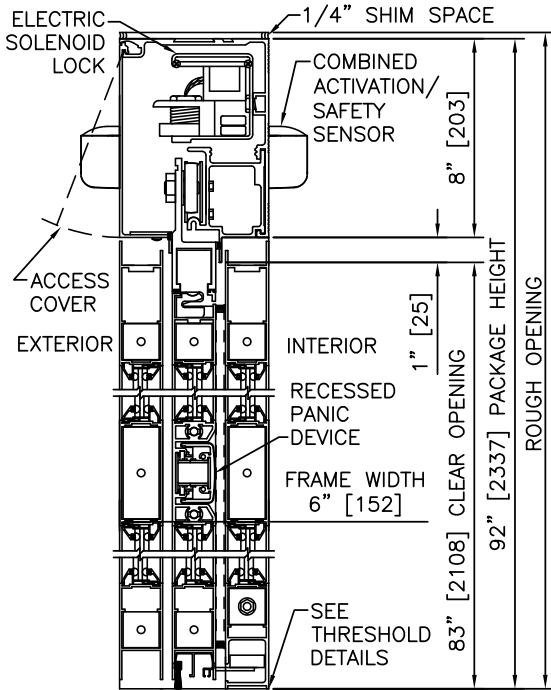 ELECTRIC
SOLENOID
LOCK
1/4" SHIM SPACE
COMBINED
ACTIVATION/
SAFETY
SENSOR
8" [203]
ACCESS
COVER
EXTERIOR
INTERIOR
1" [25]
RECESSED
PANIC
DEVICE
FRAME WIDTH
6" [152]
83" [2108] CLEAR OPENING
92" [2337] PACKAGE HEIGHT
ROUGH OPENING
SEE
THRESHOLD
DETAILS